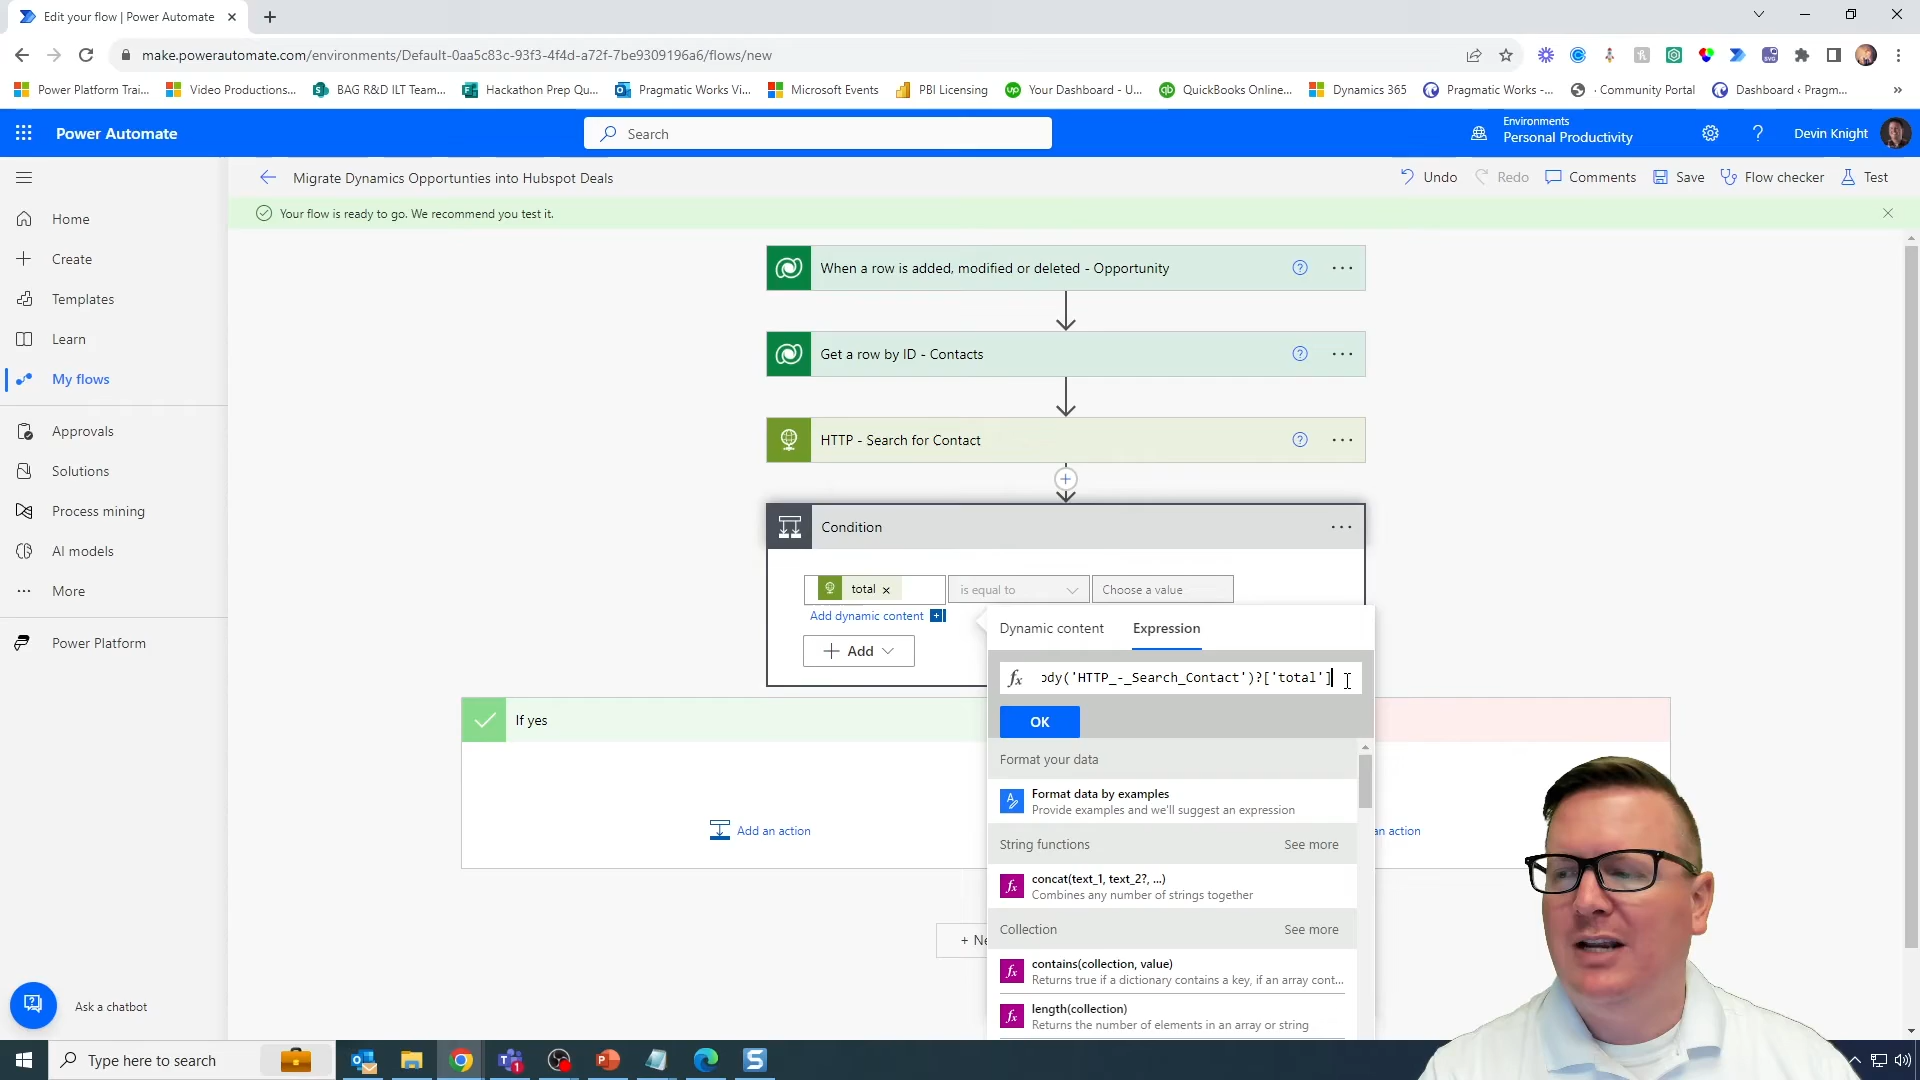 Edit your flow | Power Automate
make.powerautomate.com/environments/Default-0aa5c83c-93f3-4f4d-a72f-7be9309196a6/flows/new
Power Platform Trai...
Video Productions...
BAG R&D ILT Team...
Hackathon Prep Qu...
Pragmatic Works Vi...
Microsoft Events
PBI Licensing
Your Dashboard - U...
QuickBooks Online...
Dynamics 365
Pragmatic Works -...
· Community Portal
Dashboard ‹ Pragm...
»
Power Automate
Search
Environments
Personal Productivity
Devin Knight
Migrate Dynamics Opportunties into Hubspot Deals
Undo
Redo
Comments
Save
Flow checker
Test
Your flow is ready to go. We recommend you test it.
Home
Create
Templates
Learn
My flows
Approvals
Solutions
Process mining
AI models
More
Power Platform
Ask a chatbot
When a row is added, modified or deleted - Opportunity
Get a row by ID - Contacts
HTTP - Search for Contact
Condition
total
is equal to
Choose a value
Add dynamic content
Add
Dynamic content
Expression
fx
ody('HTTP_-_Search_Contact')?['total']
OK
If yes
Add an action
an action
+ Ne
Format your data
Format data by examples
Provide examples and we'll suggest an expression
String functions
See more
fx
concat(text_1, text_2?, ...)
Combines any number of strings together
Collection
See more
fx
contains(collection, value)
Returns true if a dictionary contains a key, if an array cont...
fx
length(collection)
Returns the number of elements in an array or string
Type here to search